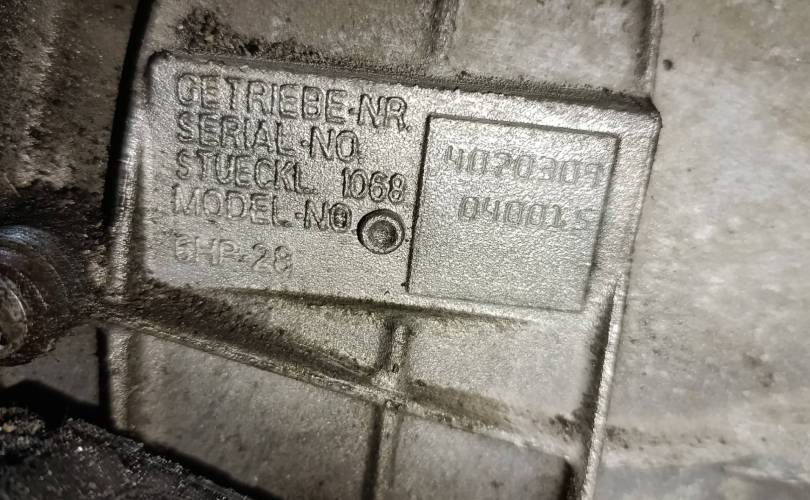 GETRIEBE-NR.
SERIAL-NO.
STUECKL. 1068
MODEL-NO
6HP-28
4020309
040015